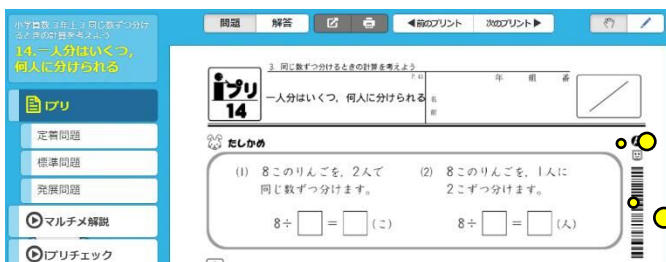 小学算数 3年上 3 同じ数ずつ分け
るときの計算を考えよう
14.一人分はいくつ,
何人に分けられる
iプリ
定着問題
標準問題
発展問題
マルチメ解説
iプリチェック
問題 解答 ◀前のプリント 次のプリント▶
3. 同じ数ずつ分けるときの計算を考えよう
iプリ
14
一人分はいくつ, 何人に分けられる
年 組 番
名
前
たしかめ
(1) 8このりんごを, 2人で
同じ数ずつ分けます。
8÷□=□(こ)
(2) 8このりんごを, 1人に
2こずつ分けます。
8÷□=□(人)